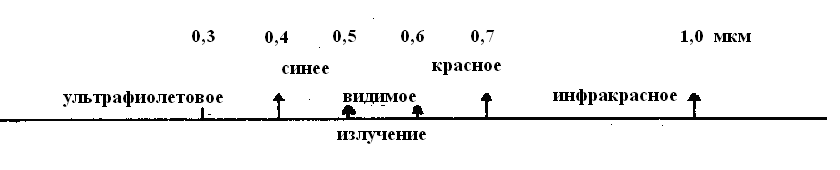 0,3 0,4 0,5 0,6 0,7 1,0 мкм
синее красное
ультрафиолетовое видимое инфракрасное
излучение